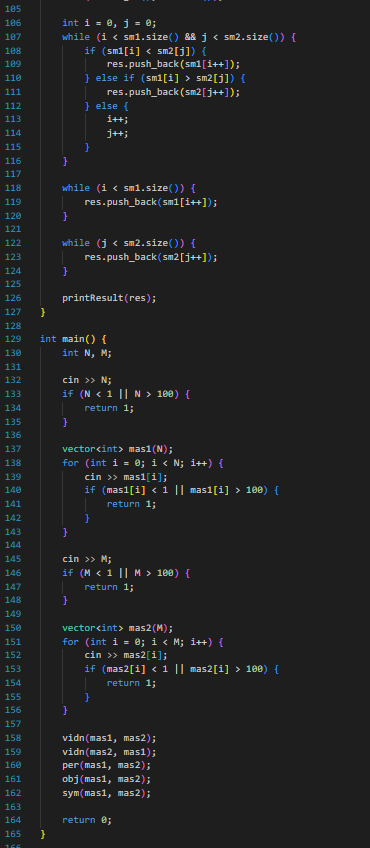 105
106 int i = 0, j = 0;
107 while (i < sm1.size() && j < sm2.size()) {
108 if (sm1[i] < sm2[j]) {
109 res.push_back(sm1[i++]);
110 } else if (sm1[i] > sm2[j]) {
111 res.push_back(sm2[j++]);
112 } else {
113 i++;
114 j++;
115 }
116 }
117
118 while (i < sm1.size()) {
119 res.push_back(sm1[i++]);
120 }
121
122 while (j < sm2.size()) {
123 res.push_back(sm2[j++]);
124 }
125
126 printResult(res);
127 }
128
129 int main() {
130 int N, M;
131
132 cin >> N;
133 if (N < 1 || N > 100) {
134 return 1;
135 }
136
137 vector<int> mas1(N);
138 for (int i = 0; i < N; i++) {
139 cin >> mas1[i];
140 if (mas1[i] < 1 || mas1[i] > 100) {
141 return 1;
142 }
143 }
144
145 cin >> M;
146 if (M < 1 || M > 100) {
147 return 1;
148 }
149
150 vector<int> mas2(M);
151 for (int i = 0; i < M; i++) {
152 cin >> mas2[i];
153 if (mas2[i] < 1 || mas2[i] > 100) {
154 return 1;
155 }
156 }
157
158 vidn(mas1, mas2);
159 vidn(mas2, mas1);
160 per(mas1, mas2);
161 obj(mas1, mas2);
162 sym(mas1, mas2);
163
164 return 0;
165 }